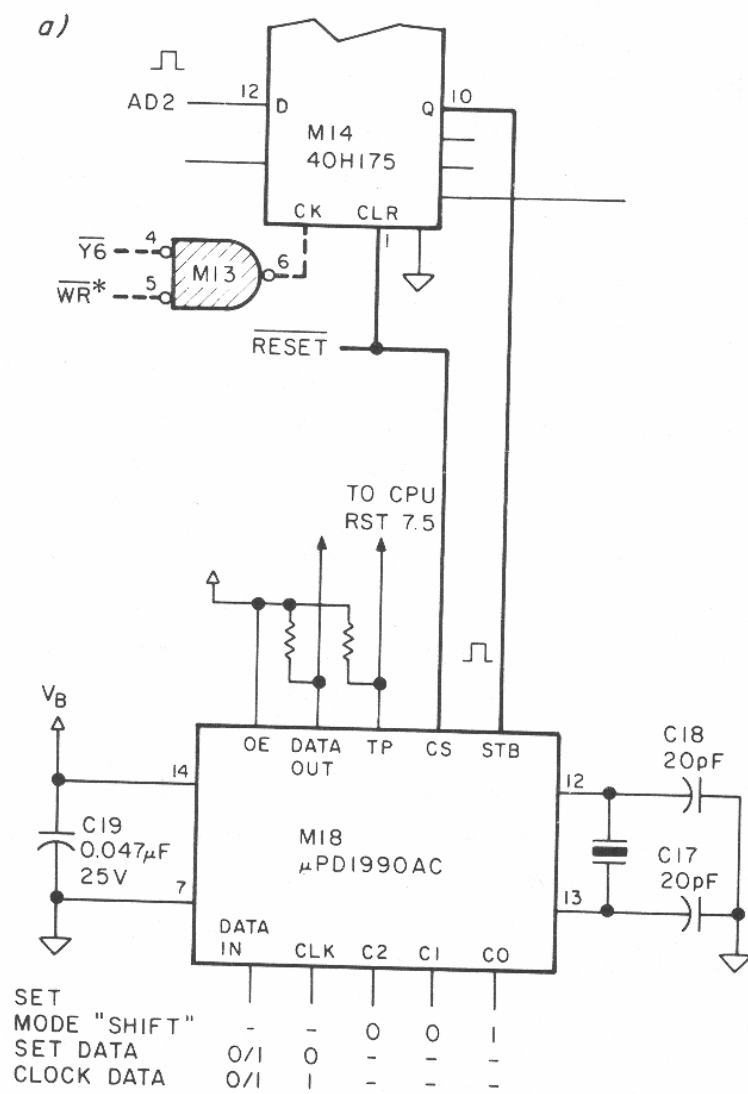 a)
AD2
12
D
Q
10
M14
40H175
CK
CLR
1
Y6
4
M13
6
WR*
5
RESET
TO CPU
RST 7.5
VB
OE
DATA
OUT
TP
CS
STB
14
12
C18
20pF
C19
0.047µF
25V
M18
µPD1990AC
C17
20pF
7
13
DATA
IN
CLK
C2
C1
C0
SET
MODE "SHIFT" - - 0 0 1
SET DATA 0/1 0 - - -
CLOCK DATA 0/1 1 - - -